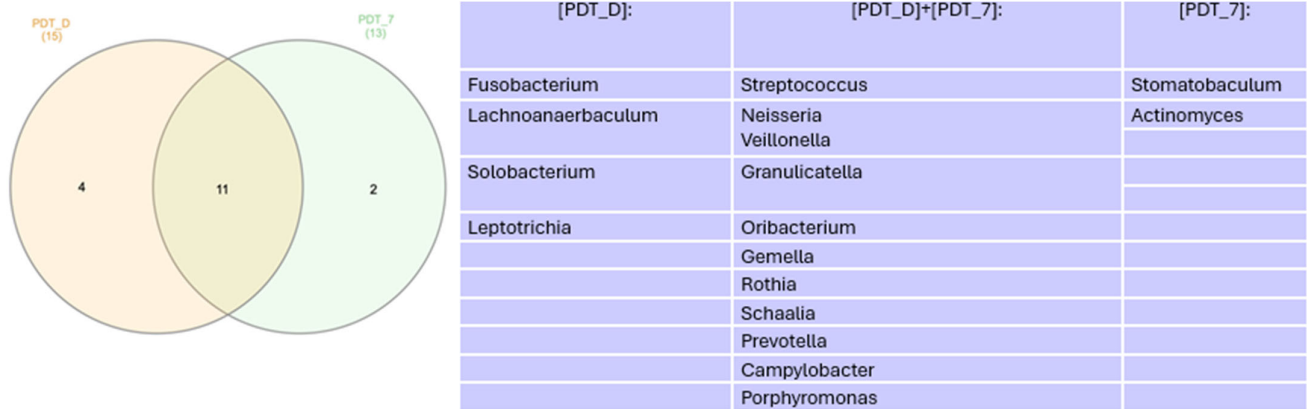 PDT_D
(15)
PDT_7
(13)
4
11
2
[PDT_D]:
[PDT_D]+[PDT_7]:
[PDT_7]:
Fusobacterium
Streptococcus
Stomatobaculum
Lachnoanaerbaculum
Neisseria
Actinomyces
Veillonella
Solobacterium
Granulicatella
Leptotrichia
Oribacterium
Gemella
Rothia
Schaalia
Prevotella
Campylobacter
Porphyromonas